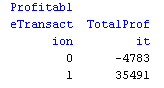 Profitabl
eTransact TotalProf
ion it
0 -4783
1 35491